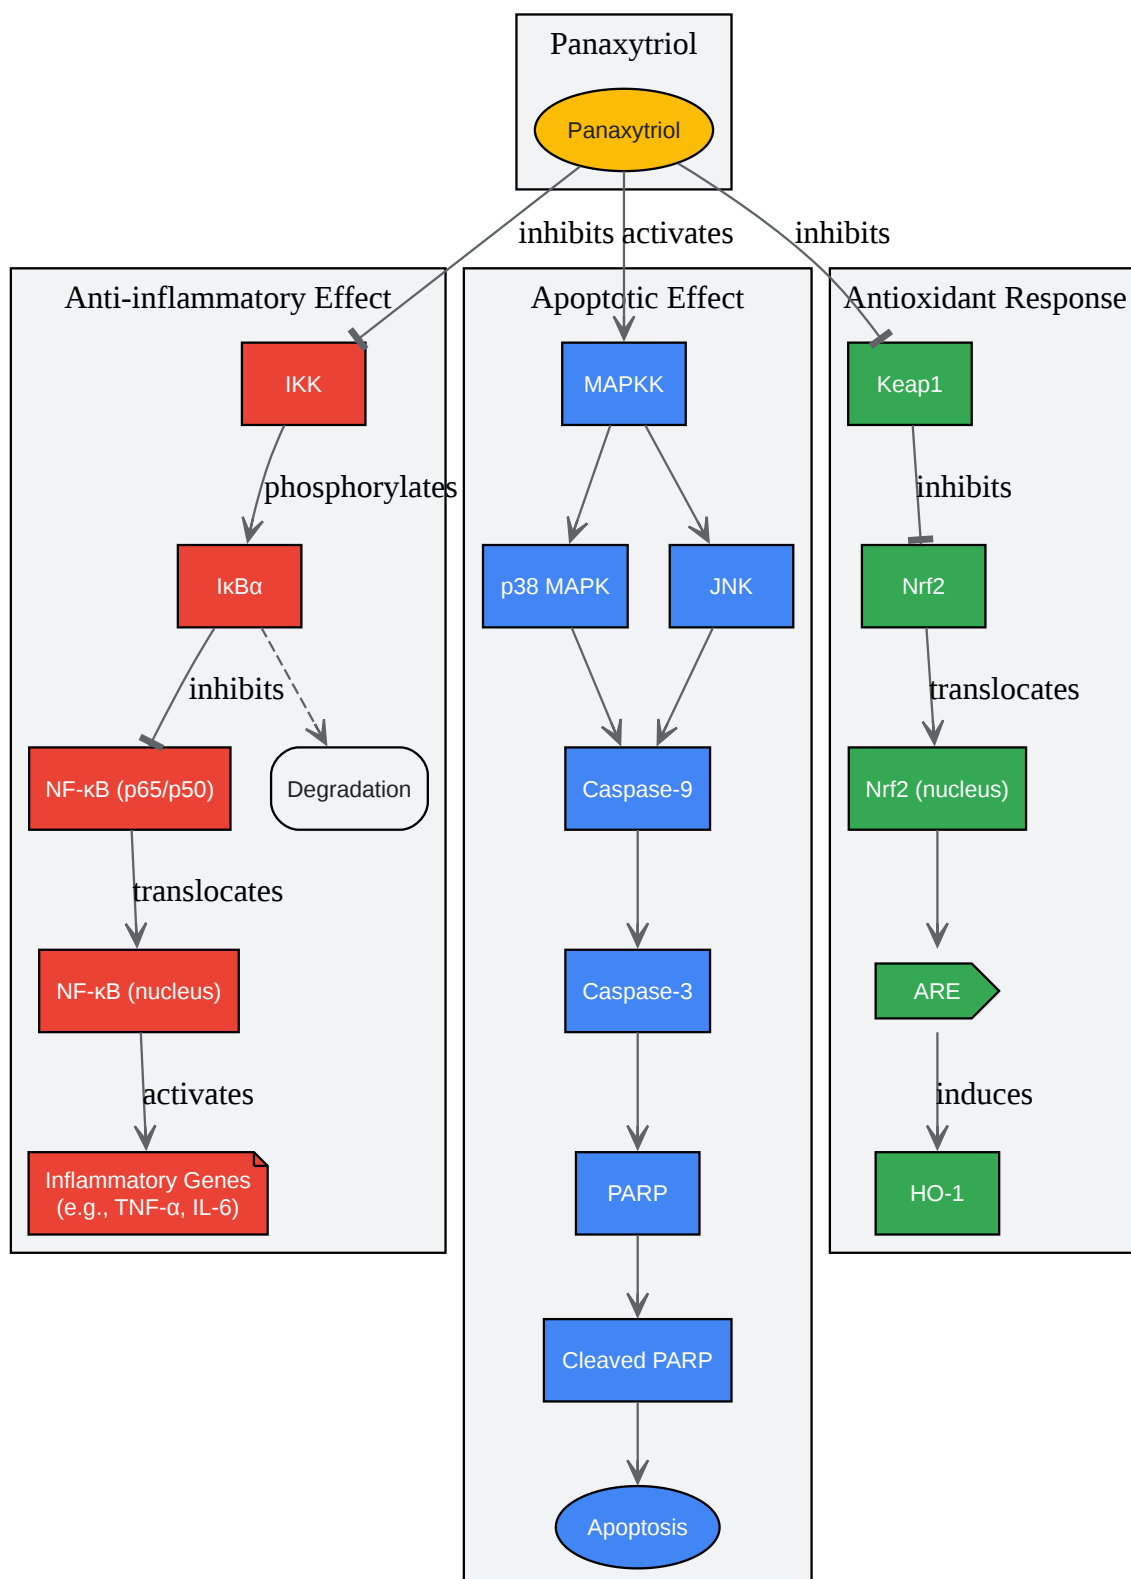 Panaxytriol
Panaxytriol
inhibits
activates
inhibits
Anti-inflammatory Effect
IKK
phosphorylates
IκBα
inhibits
NF-κB (p65/p50)
Degradation
translocates
NF-κB (nucleus)
activates
Inflammatory Genes
(e.g., TNF-α, IL-6)
Apoptotic Effect
MAPKK
p38 MAPK
JNK
Caspase-9
Caspase-3
PARP
Cleaved PARP
Apoptosis
Antioxidant Response
Keap1
inhibits
Nrf2
translocates
Nrf2 (nucleus)
ARE
induces
HO-1